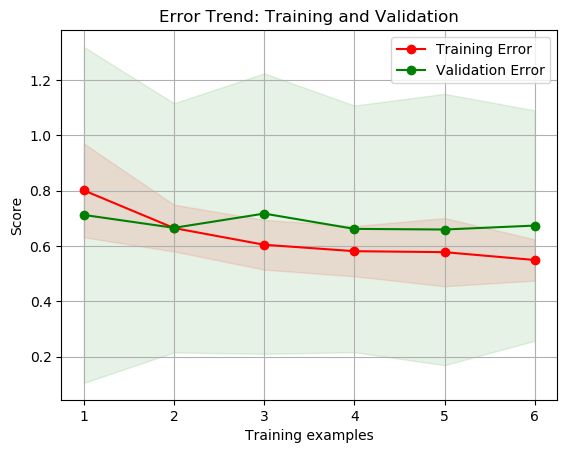 Error Trend: Training and Validation
Training Error
Validation Error
Score
1.2
1.0
0.8
0.6
0.4
0.2
1 2 3 4 5 6
Training examples